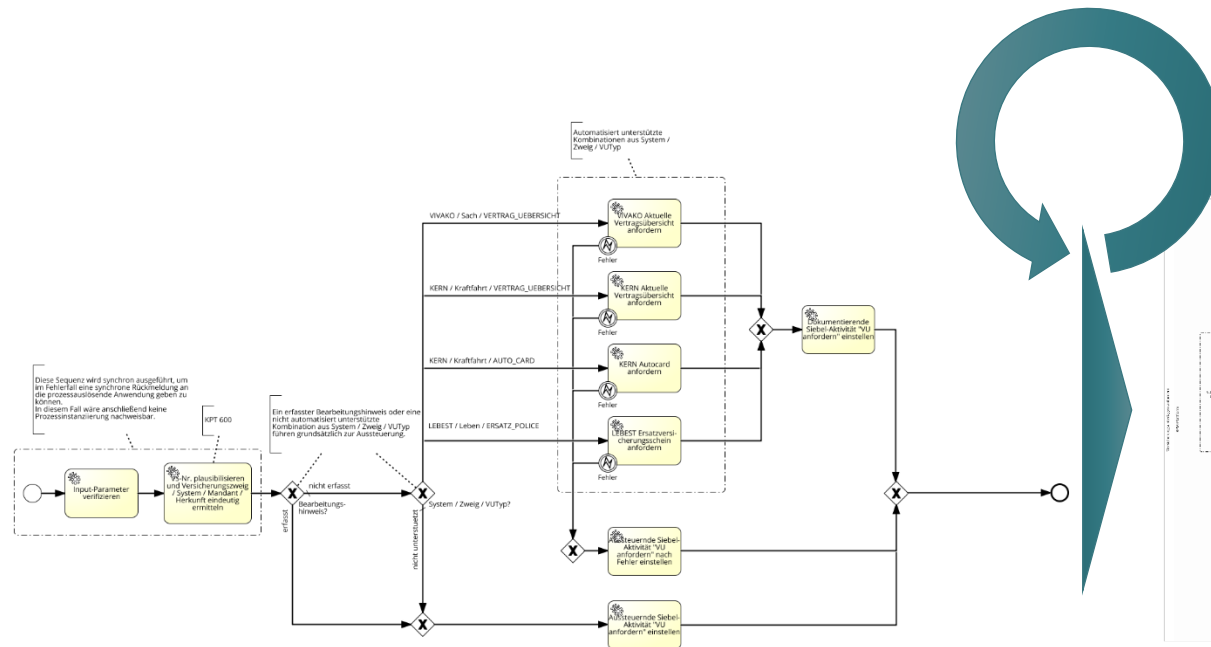 Automatisiert unterstützte
Kombinationen aus System /
Zweig / VUTyp
VIVAKO / Sach / VERTRAG_UEBERSICHT
VIVAKO Aktuelle
Vertragsübersicht
anfordern
Fehler
KERN / Kraftfahrt / VERTRAG_UEBERSICHT
KERN Aktuelle
Vertragsübersicht
anfordern
Fehler
Dokumentierende
Siebel-Aktivität "VU
anfordern" einstellen
KERN / Kraftfahrt / AUTO_CARD
KERN Autocard
anfordern
Fehler
LEBEST / Leben / ERSATZ_POLICE
LEBEST Ersatzversi-
cherungsschein
anfordern
Fehler
Diese Sequenz wird synchron ausgeführt, um
im Fehlerfall eine synchrone Rückmeldung an
die prozessauslösende Anwendung geben zu
können.
In diesem Fall wäre anschließend keine
Prozessinstanziierung nachweisbar.
KPT 600
Ein erfasster Bearbeitungshinweis oder eine
nicht automatisiert unterstützte
Kombination aus System / Zweig / VUTyp
führen grundsätzlich zur Aussteuerung.
Input-Parameter
verifizieren
VS-Nr. plausibilisieren
und Versicherungszweig
/ System / Mandant /
Herkunft eindeutig
ermitteln
nicht erfasst
Bearbeitungs-
hinweis?
erfasst
System / Zweig / VUTyp?
nicht unterstuetzt
Aussteuernde Siebel-
Aktivität "VU
anfordern" nach
Fehler einstellen
Aussteuernde Siebel-
Aktivität "VU
anfordern" einstellen